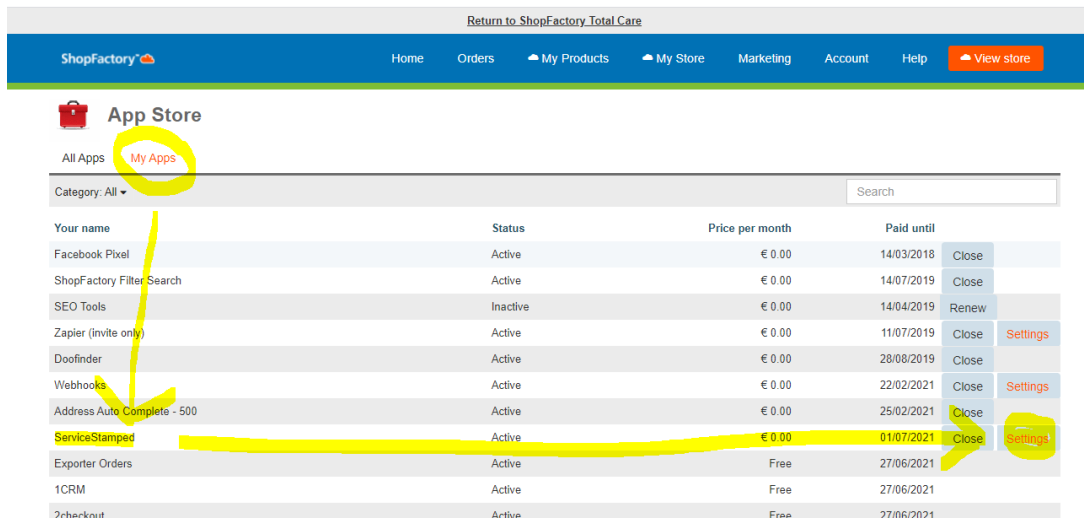 Return to ShopFactory Total Care
ShopFactory Home Orders My Products My Store Marketing Account Help View store
App Store
All Apps My Apps
Category: All Search
Your name Status Price per month Paid until
Facebook Pixel Active € 0.00 14/03/2018 Close
ShopFactory Filter Search Active € 0.00 14/07/2019 Close
SEO Tools Inactive € 0.00 14/04/2019 Renew
Zapier (invite only) Active € 0.00 11/07/2019 Close Settings
Doofinder Active € 0.00 28/08/2019 Close
Webhooks Active € 0.00 22/02/2021 Close Settings
Address Auto Complete - 500 Active € 0.00 25/02/2021 Close
ServiceStamped Active € 0.00 01/07/2021 Close Settings
Exporter Orders Active Free 27/06/2021
1CRM Active Free 27/06/2021
2checkout Active Free 27/06/2021